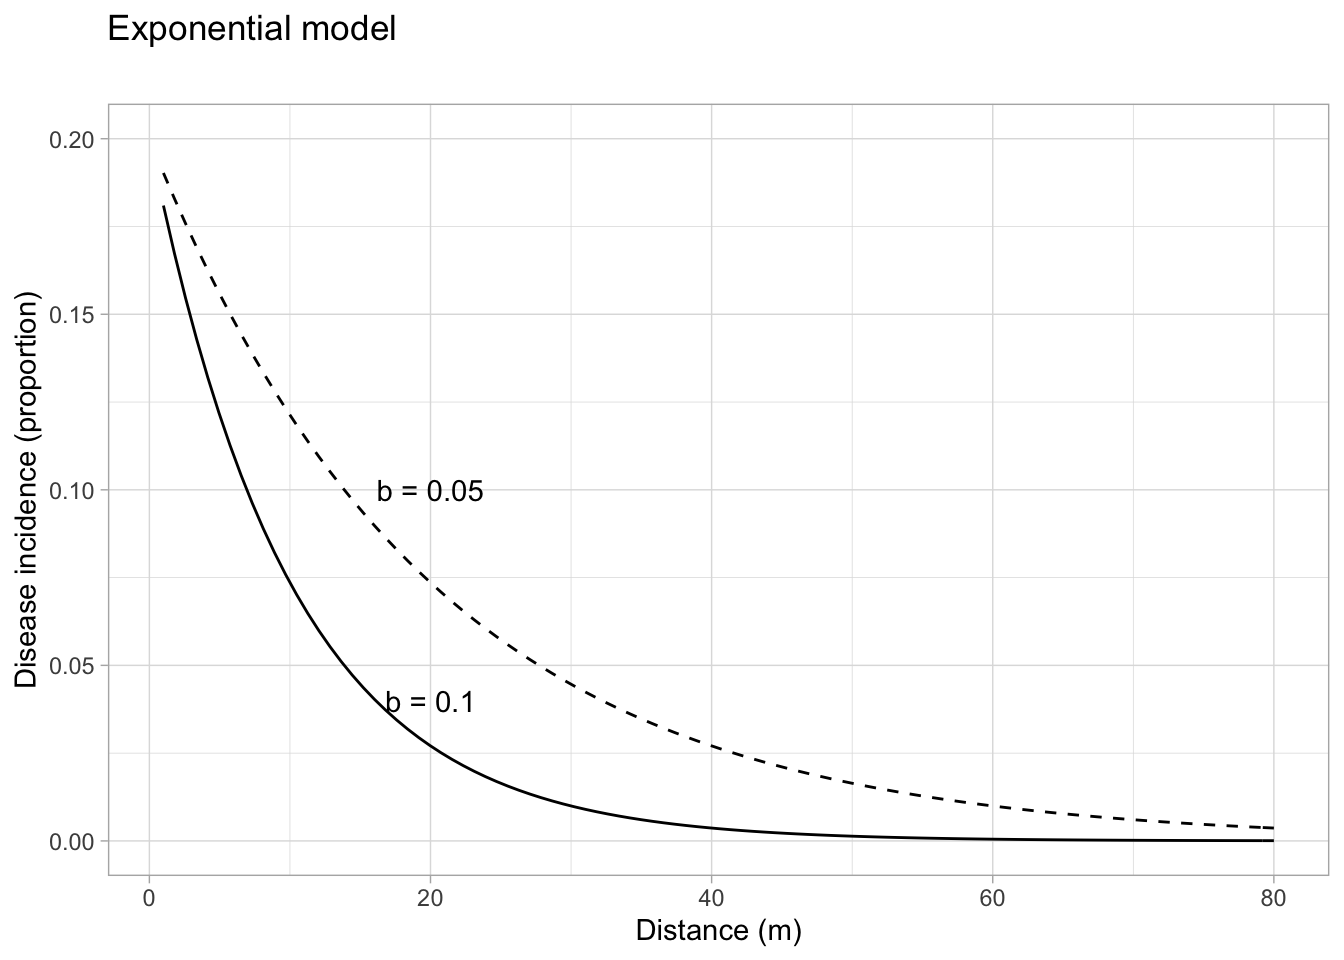 Exponential model
Disease incidence (proportion)
0.20
0.15
0.10
0.05
0.00
b = 0.05
b = 0.1
0 20 40 60 80
Distance (m)